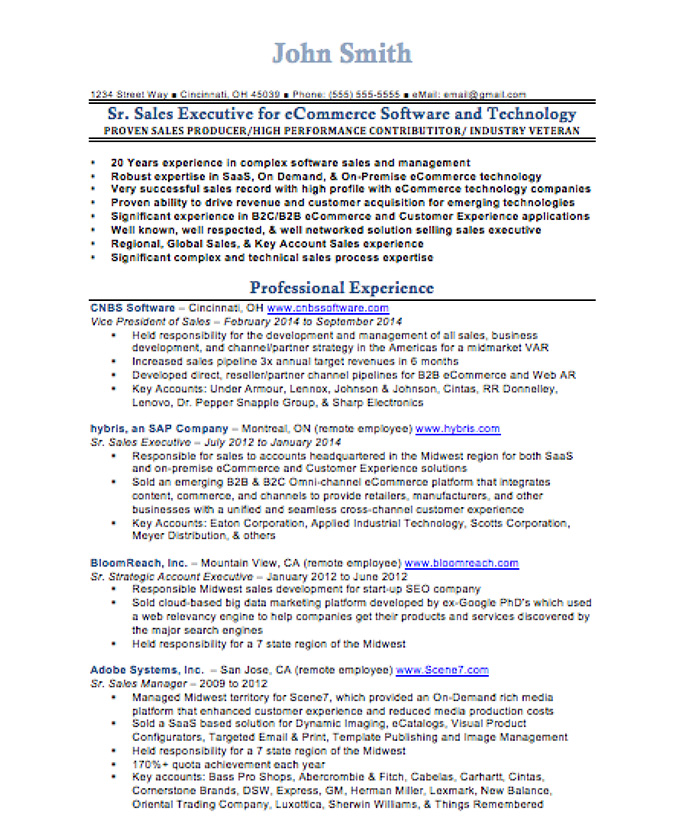 John Smith
1234 Street Way ■ Cincinnati, OH 45039 ■ Phone: (555) 555-5555 ■ eMail: email@gmail.com
Sr. Sales Executive for eCommerce Software and Technology
PROVEN SALES PRODUCER/HIGH PERFORMANCE CONTRIBUTITOR/ INDUSTRY VETERAN
• 20 Years experience in complex software sales and management
• Robust expertise in SaaS, On Demand, & On-Premise eCommerce technology
• Very successful sales record with high profile with eCommerce technology companies
• Proven ability to drive revenue and customer acquisition for emerging technologies
• Significant experience in B2C/B2B eCommerce and Customer Experience applications
• Well known, well respected, & well networked solution selling sales executive
• Regional, Global Sales, & Key Account Sales experience
• Significant complex and technical sales process expertise
Professional Experience
CNBS Software – Cincinnati, OH www.cnbssoftware.com
Vice President of Sales – February 2014 to September 2014
• Held responsibility for the development and management of all sales, business
development, and channel/partner strategy in the Americas for a midmarket VAR
• Increased sales pipeline 3x annual target revenues in 6 months
• Developed direct, reseller/partner channel pipelines for B2B eCommerce and Web AR
• Key Accounts: Under Armour, Lennox, Johnson & Johnson, Cintas, RR Donnelley,
Lenovo, Dr. Pepper Snapple Group, & Sharp Electronics
hybris, an SAP Company – Montreal, ON (remote employee) www.hybris.com
Sr. Sales Executive – July 2012 to January 2014
• Responsible for sales to accounts headquartered in the Midwest region for both SaaS
and on-premise eCommerce and Customer Experience solutions
• Sold an emerging B2B & B2C Omni-channel eCommerce platform that integrates
content, commerce, and channels to provide retailers, manufacturers, and other
businesses with a unified and seamless cross-channel customer experience
• Key Accounts: Eaton Corporation, Applied Industrial Technology, Scotts Corporation,
Meyer Distribution, & others
BloomReach, Inc. – Mountain View, CA (remote employee) www.bloomreach.com
Sr. Strategic Account Executive – January 2012 to June 2012
• Responsible Midwest sales development for start-up SEO company
• Sold cloud-based big data marketing platform developed by ex-Google PhD's which used
a web relevancy engine to help companies get their products and services discovered by
the major search engines
• Held responsibility for a 7 state region of the Midwest
Adobe Systems, Inc. – San Jose, CA (remote employee) www.Scene7.com
Sr. Sales Manager – 2009 to 2012
• Managed Midwest territory for Scene7, which provided an On-Demand rich media
platform that enhanced customer experience and reduced media production costs
• Sold a SaaS based solution for Dynamic Imaging, eCatalogs, Visual Product
Configurators, Targeted Email & Print, Template Publishing and Image Management
• Held responsibility for a 7 state region of the Midwest
• 170%+ quota achievement each year
• Key accounts: Bass Pro Shops, Abercrombie & Fitch, Cabelas, Carhartt, Cintas,
Cornerstone Brands, DSW, Express, GM, Herman Miller, Lexmark, New Balance,
Oriental Trading Company, Luxottica, Sherwin Williams, & Things Remembered